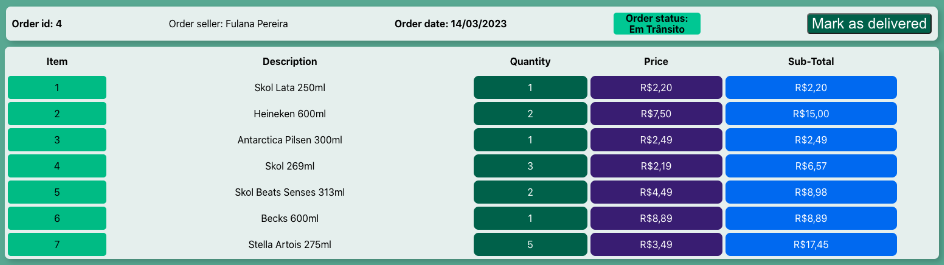 Order id: 4 Order seller: Fulana Pereira Order date: 14/03/2023 Order status: Em Trânsito Mark as delivered
Item Description Quantity Price Sub-Total
1 Skol Lata 250ml 1 R$2,20 R$2,20
2 Heineken 600ml 2 R$7,50 R$15,00
3 Antarctica Pilsen 300ml 1 R$2,49 R$2,49
4 Skol 269ml 3 R$2,19 R$6,57
5 Skol Beats Senses 313ml 2 R$4,49 R$8,98
6 Becks 600ml 1 R$8,89 R$8,89
7 Stella Artois 275ml 5 R$3,49 R$17,45